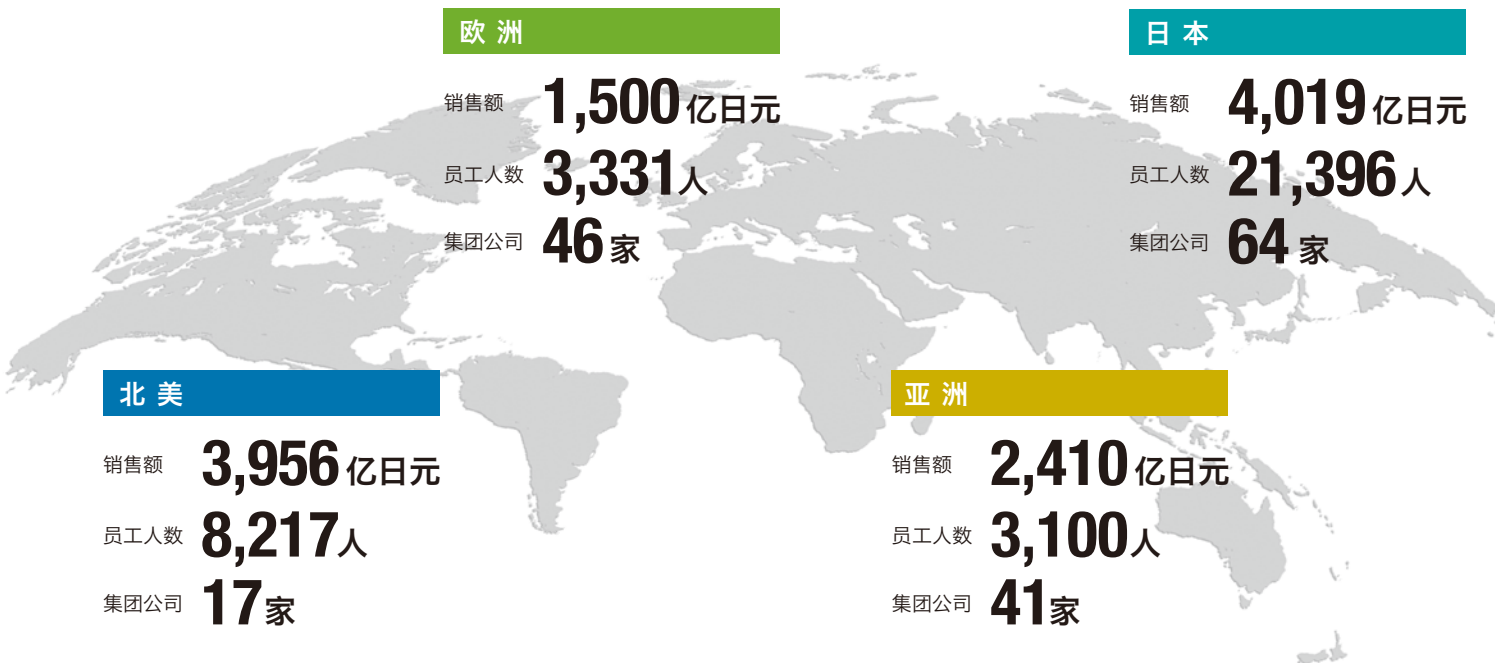 欧洲
销售额 1,500亿日元
员工人数 3,331人
集团公司 46家
日本
销售额 4,019亿日元
员工人数 21,396人
集团公司 64家
北美
销售额 3,956亿日元
员工人数 8,217人
集团公司 17家
亚洲
销售额 2,410亿日元
员工人数 3,100人
集团公司 41家